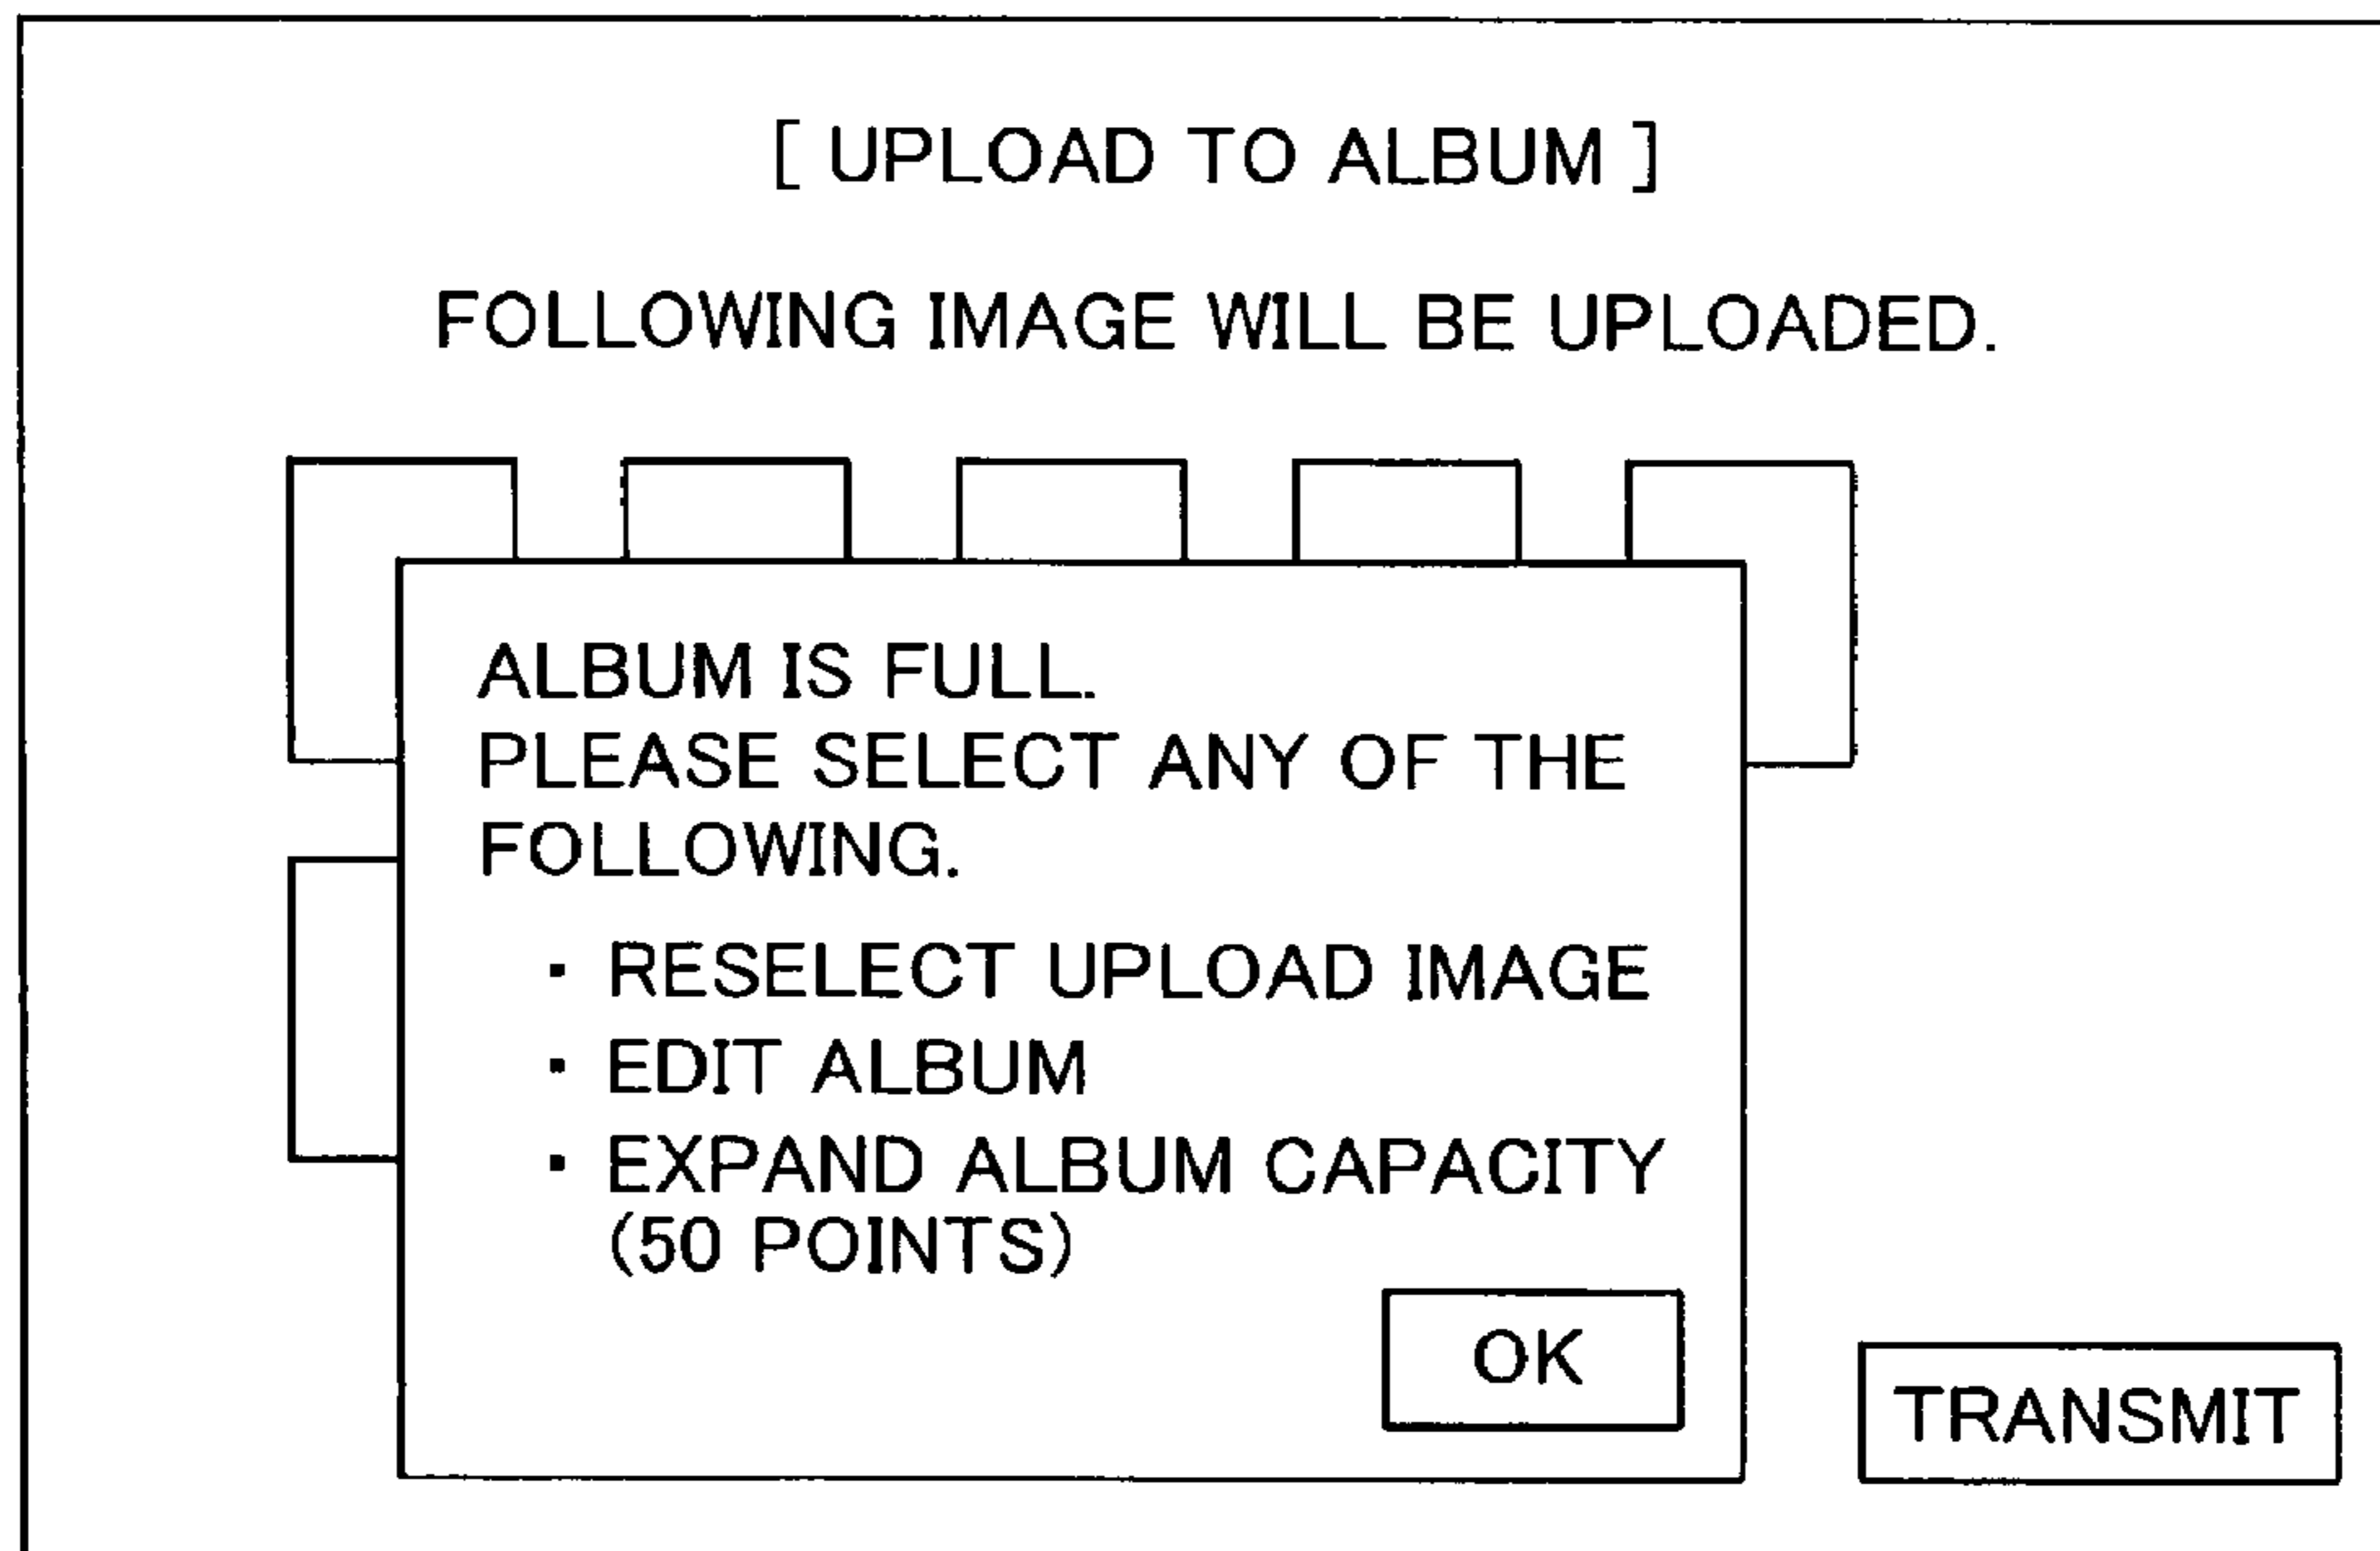 [ UPLOAD TO ALBUM ]
FOLLOWING IMAGE WILL BE UPLOADED.
ALBUM IS FULL.
PLEASE SELECT ANY OF THE
FOLLOWING.
・ RESELECT UPLOAD IMAGE
・ EDIT ALBUM
・ EXPAND ALBUM CAPACITY
(50 POINTS)
OK
TRANSMIT